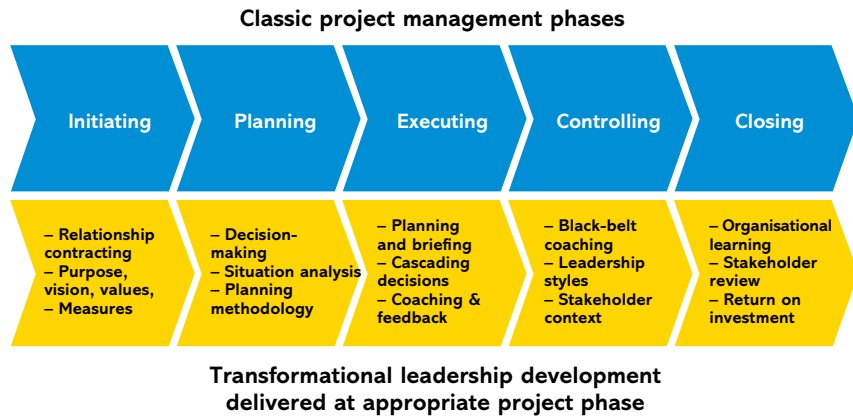 Classic project management phases
Initiating
Planning
Executing
Controlling
Closing
– Relationship
contracting
– Purpose,
vision, values,
– Measures
– Decision-
making
– Situation analysis
– Planning
methodology
– Planning
and briefing
– Cascading
decisions
– Coaching &
feedback
– Black-belt
coaching
– Leadership
styles
– Stakeholder
context
– Organisational
learning
– Stakeholder
review
– Return on
investment
Transformational leadership development
delivered at appropriate project phase